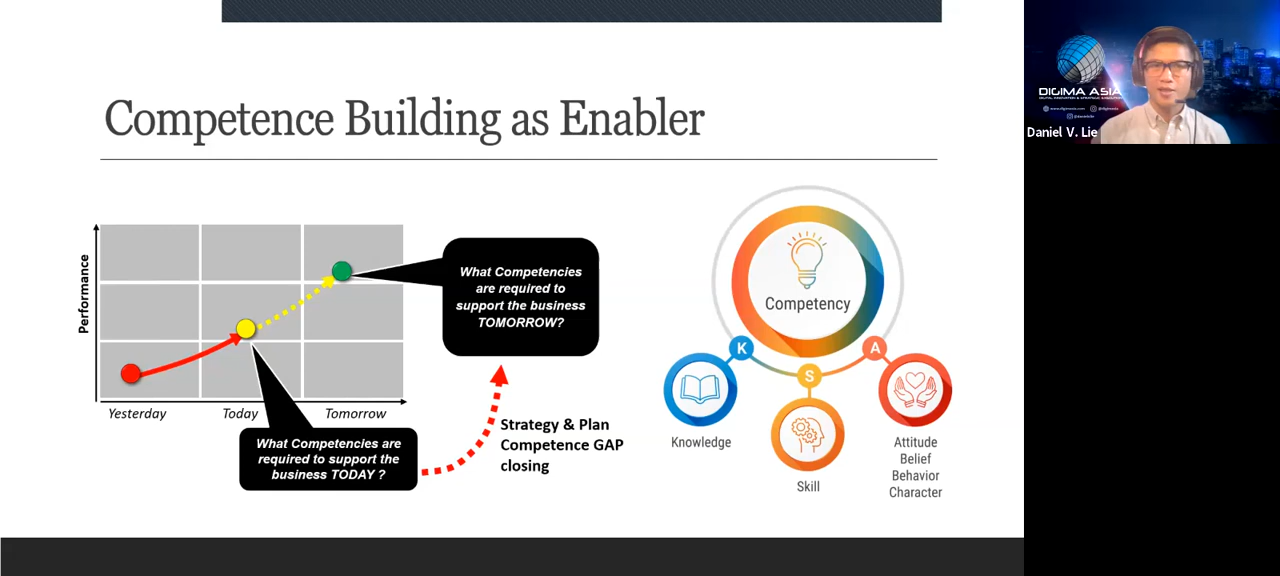 Competence Building as Enabler
Performance
Yesterday
Today
Tomorrow
What Competencies
are required to
support the business
TOMORROW?
What Competencies are
required to support the
business TODAY ?
Strategy & Plan
Competence GAP
closing
Competency
K
S
A
Knowledge
Skill
Attitude
Belief
Behavior
Character
DIGIMA ASIA
Daniel V. Lie